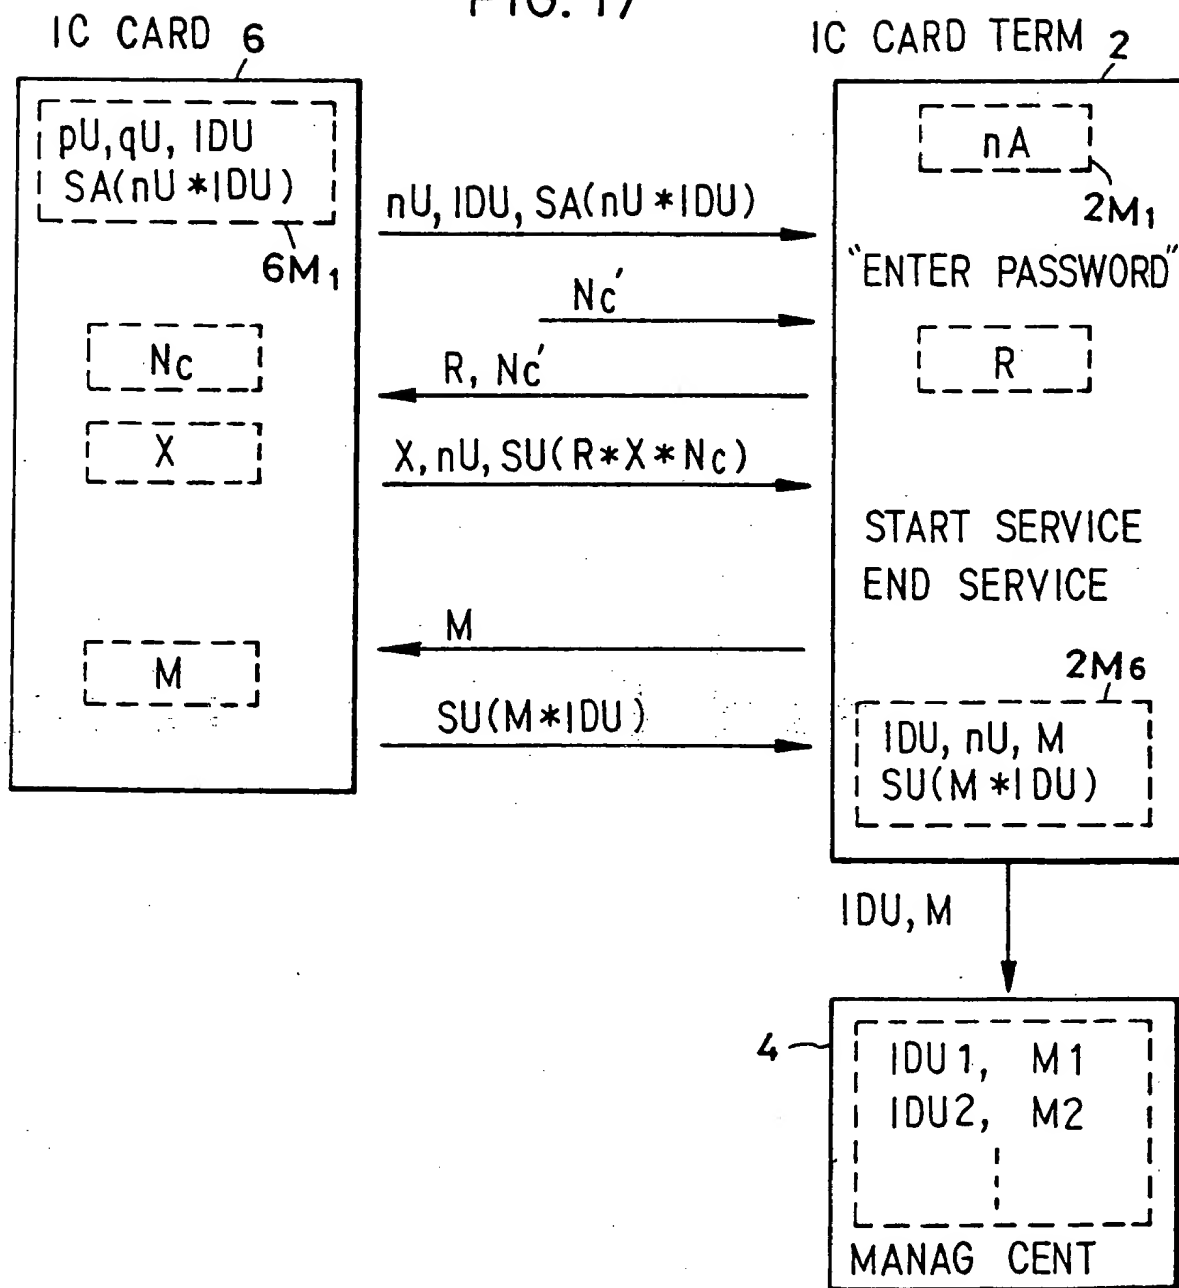 FIG. 17
IC CARD 6
pU, qU, IDU
SA(nU*IDU)
6M1
Nc
X
M
nU, IDU, SA(nU*IDU)
Nc'
R, Nc'
X, nU, SU(R*X*Nc)
M
SU(M*IDU)
IC CARD TERM 2
nA
2M1
"ENTER PASSWORD"
R
START SERVICE
END SERVICE
2M6
IDU, nU, M
SU(M*IDU)
IDU, M
4
IDU1, M1
IDU2, M2
MANAG CENT